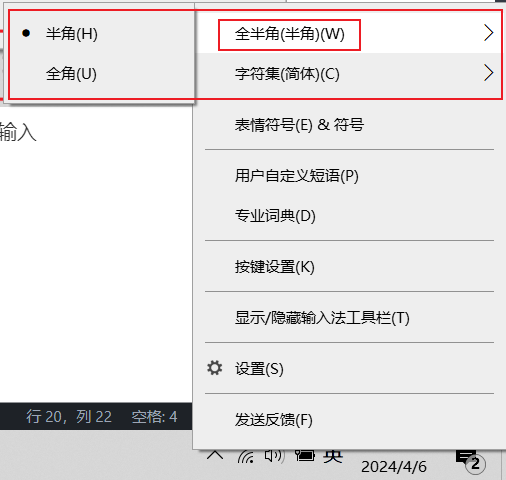 半角(H)
全角(U)
全半角(半角)(W)
字符集(简体)(C)
表情符号(E) & 符号
输入
用户自定义短语(P)
专业词典(D)
按键设置(K)
显示/隐藏输入法工具栏(T)
设置(S)
发送反馈(F)
行 20，列 22
空格: 4
英
2024/4/6
2